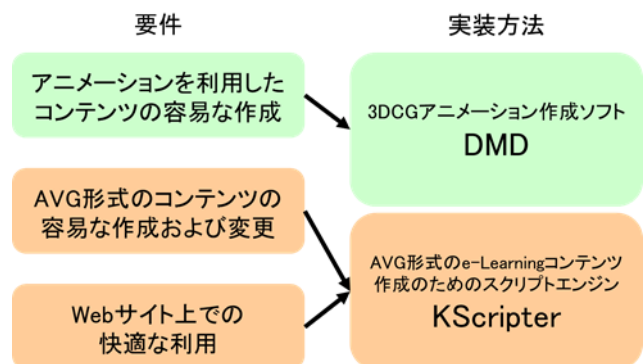 要件
実装方法
アニメーションを利用した
コンテンツの容易な作成
3DCGアニメーション作成ソフト
DMD
AVG形式のコンテンツの
容易な作成および変更
AVG形式のe-Learningコンテンツ
作成のためのスクリプトエンジン
KScripter
Webサイト上での
快適な利用